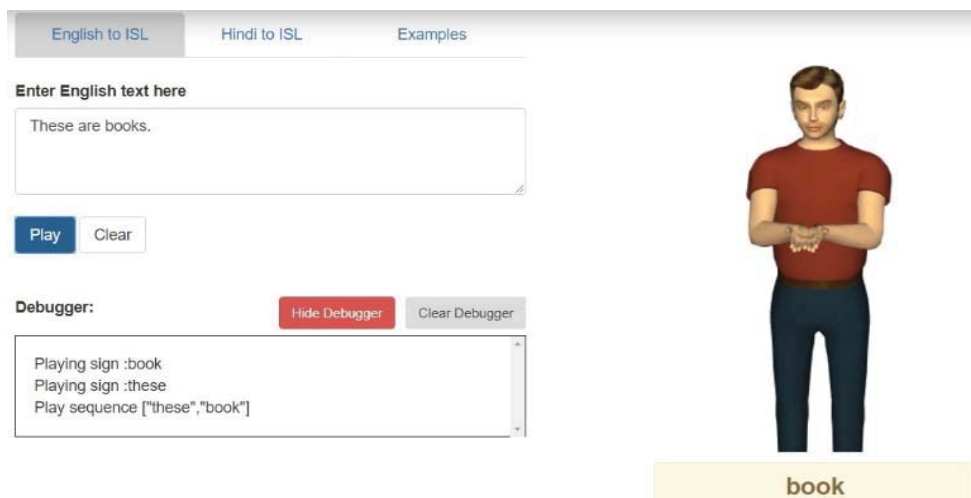 English to ISL Hindi to ISL Examples
Enter English text here
These are books.
Play Clear
Debugger: Hide Debugger Clear Debugger
Playing sign :book
Playing sign :these
Play sequence ["these","book"]
book